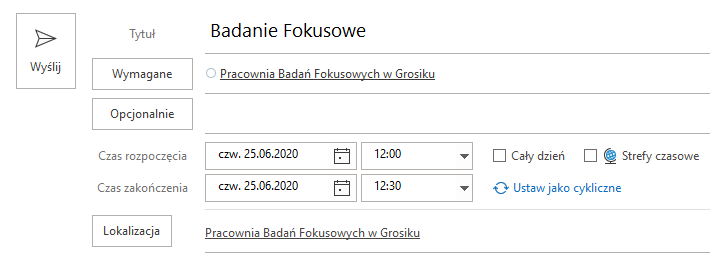 Tytuł Badanie Fokusowe
Wyślij
Wymagane Pracownia Badań Fokusowych w Grosiku
Opcjonalnie
Czas rozpoczęcia czw. 25.06.2020 12:00 Cały dzień Strefy czasowe
Czas zakończenia czw. 25.06.2020 12:30 Ustaw jako cykliczne
Lokalizacja Pracownia Badań Fokusowych w Grosiku